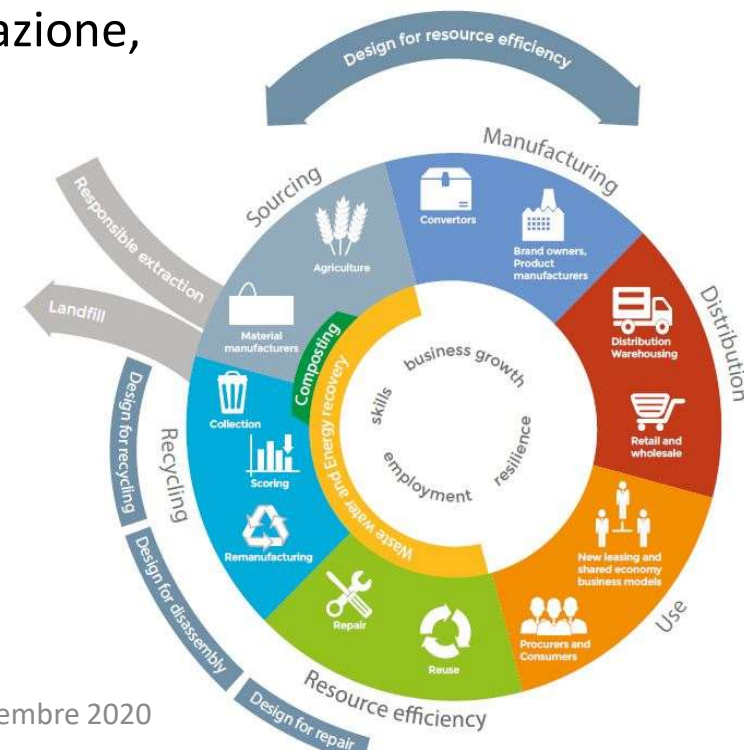 azione,
Design for resource efficiency
Manufacturing
Sourcing
Responsible extraction
Landfill
Convertors
Brand owners,
Product
manufacturers
Agriculture
Material
manufacturers
Distribution
Distribution
Warehousing
Retail and
wholesale
Composting
Waste water and Energy recovery
business growth
skills
resilience
employment
Collection
Scoring
Remanufacturing
Recycling
Design for recycling
Design for disassembly
Design for repair
New leasing and
shared economy
business models
Procurers and
Consumers
Use
Repair
Reuse
Resource efficiency
embre 2020